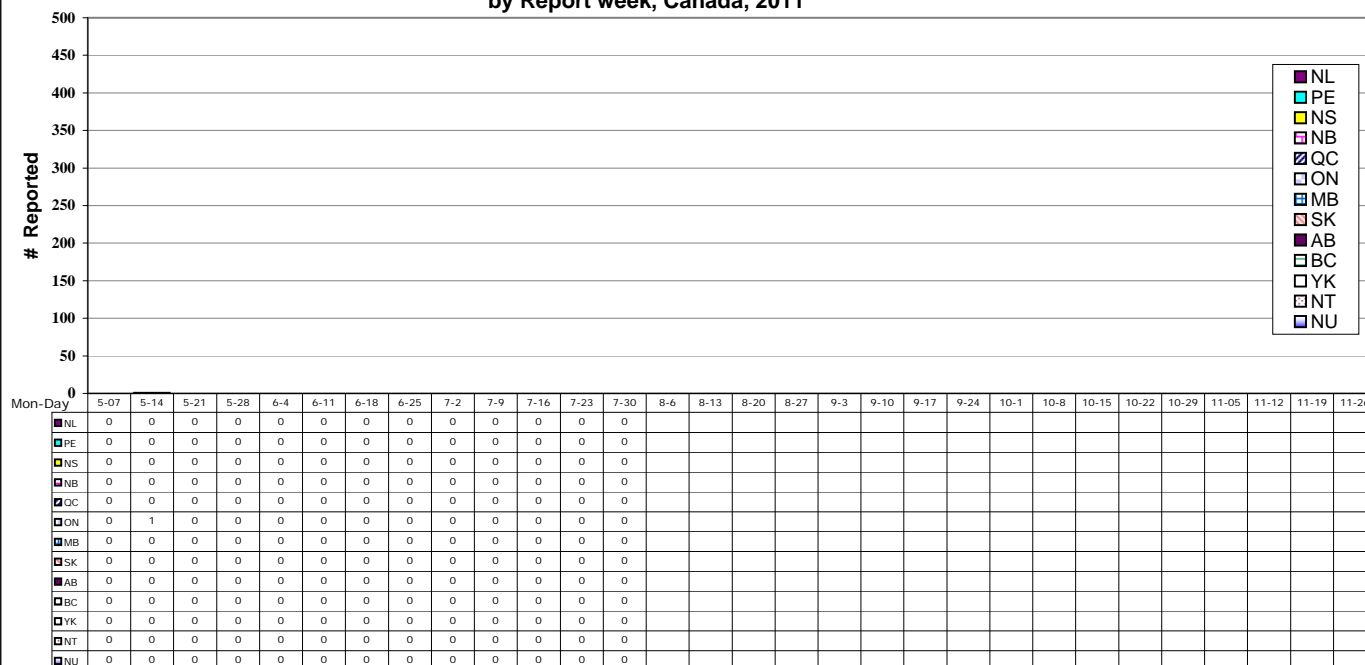 by Report week, Canada, 2011
# Reported
500
450
400
350
300
250
200
150
100
50
0
NL
PE
NS
NB
QC
ON
MB
SK
AB
BC
YK
NT
NU
Mon-Day 5-07 5-14 5-21 5-28 6-4 6-11 6-18 6-25 7-2 7-9 7-16 7-23 7-30 8-6 8-13 8-20 8-27 9-3 9-10 9-17 9-24 10-1 10-8 10-15 10-22 10-29 11-05 11-12 11-19 11-26
NL 0 0 0 0 0 0 0 0 0 0 0 0 0
PE 0 0 0 0 0 0 0 0 0 0 0 0 0
NS 0 0 0 0 0 0 0 0 0 0 0 0 0
NB 0 0 0 0 0 0 0 0 0 0 0 0 0
QC 0 0 0 0 0 0 0 0 0 0 0 0 0
ON 0 1 0 0 0 0 0 0 0 0 0 0 0
MB 0 0 0 0 0 0 0 0 0 0 0 0 0
SK 0 0 0 0 0 0 0 0 0 0 0 0 0
AB 0 0 0 0 0 0 0 0 0 0 0 0 0
BC 0 0 0 0 0 0 0 0 0 0 0 0 0
YK 0 0 0 0 0 0 0 0 0 0 0 0 0
NT 0 0 0 0 0 0 0 0 0 0 0 0 0
NU 0 0 0 0 0 0 0 0 0 0 0 0 0